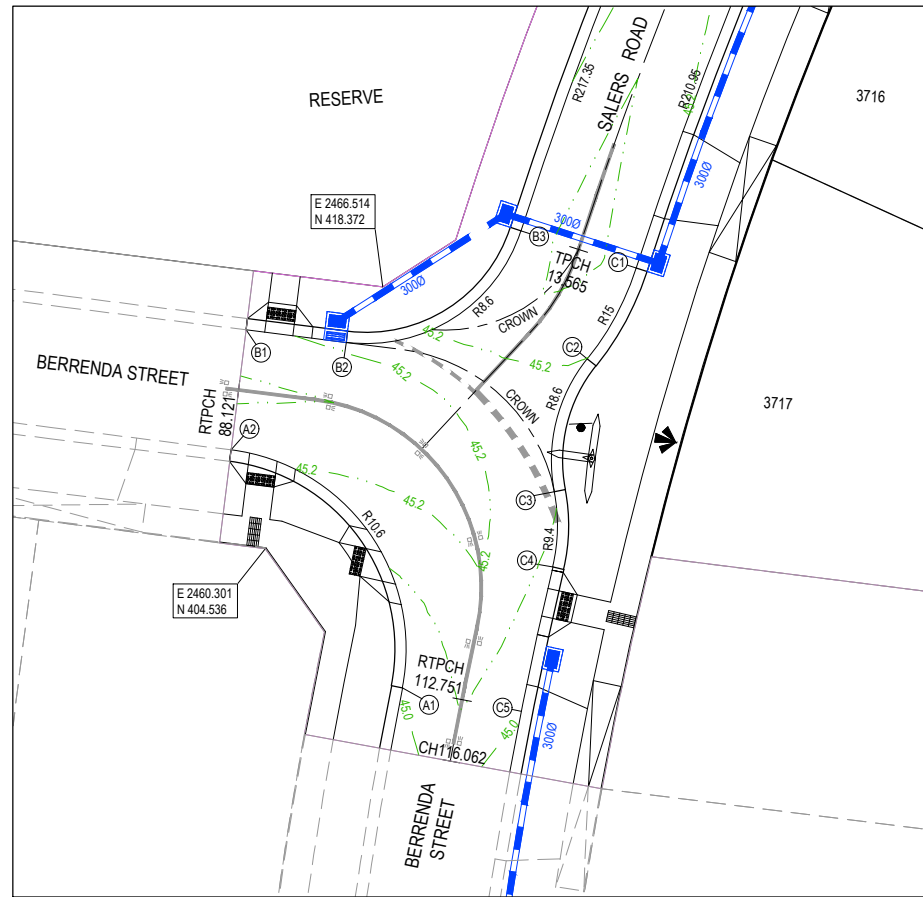 SALERS ROAD
R217.35
R210.95
45.2
3716
RESERVE
300Ø
E 2466.514
N 418.372
300Ø
B3
C1
TPCH
13.565
300Ø
R8.6
CROWN
R15
B1
B2
45.2
45.2
C2
BERRENDA STREET
45.2
RTPCH
88.121
CROWN
R8.6
3717
A2
45.2
45.2
45.2
C3
R10.6
R9.4
45.2
C4
E 2460.301
N 404.536
RTPCH
112.751
A1
C5
45.0
45.0
300Ø
CH116.062
BERRENDA
STREET